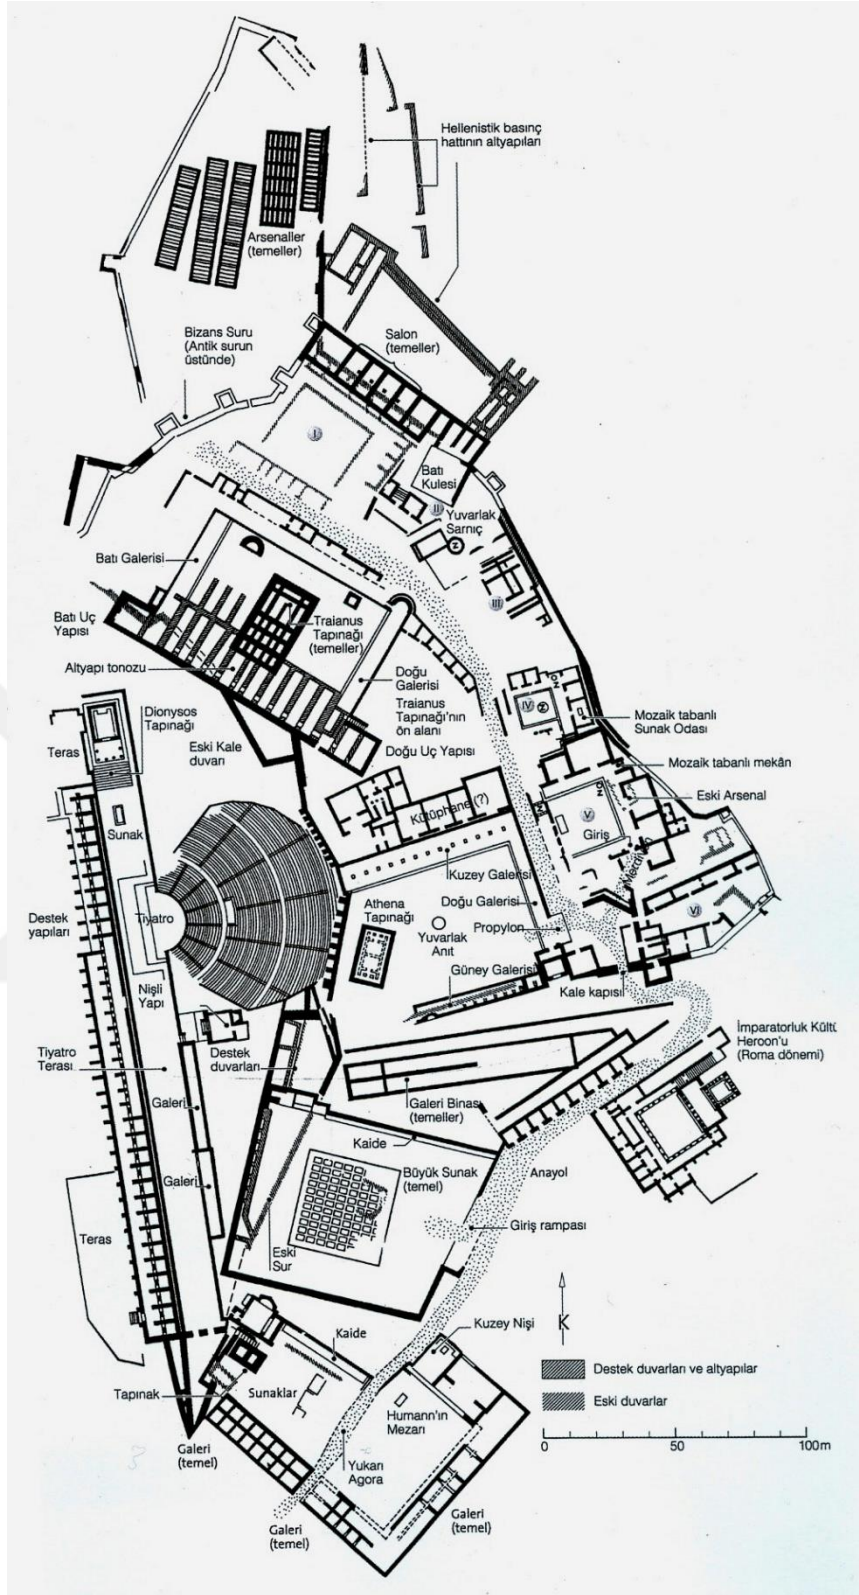 Hellenistik basınç
hattının altyapıları
Arsenaller
(temeller)
Bizans Suru
(Antik surun
üstünde)
Salon
(temeller)
I
Batı
Kulesi
II
Yuvarlak
Sarnıç
Batı Galerisi
III
Batı Uç
Yapısı
Traianus
Tapınağı
(temeller)
Altyapı tonozu
Doğu
Galerisi
Traianus
Tapınağı'nın
ön alanı
IV
Dionysos
Tapınağı
Mozaik tabanlı
Sunak Odası
Teras
Eski Kale
duvarı
Doğu Uç Yapısı
Mozaik tabanlı mekân
Eski Arsenal
Kütüphane (?)
V
Giriş
Sunak
Kuzey Galerisi
Doğu Galerisi
Athena
Tapınağı
VI
Destek
yapıları
Tiyatro
Propylon
Yuvarlak
Anıt
Güney Galerisi
Nişli
Yapı
Kale kapısı
İmparatorluk Kültü
Heroon'u
(Roma dönemi)
Tiyatro
Terası
Destek
duvarları
Galeri
Galeri Binası
(temeller)
Kaide
Büyük Sunak
(temel)
Anayol
Galeri
Giriş rampası
Teras
Eski
Sur
Kuzey Nişi
K
Kaide
Destek duvarları ve altyapılar
Tapınak
Sunaklar
Eski duvarlar
Humann'ın
Mezarı
Galeri
(temel)
0 50 100m
Yukarı
Agora
Galeri
(temel)
Galeri
(temel)